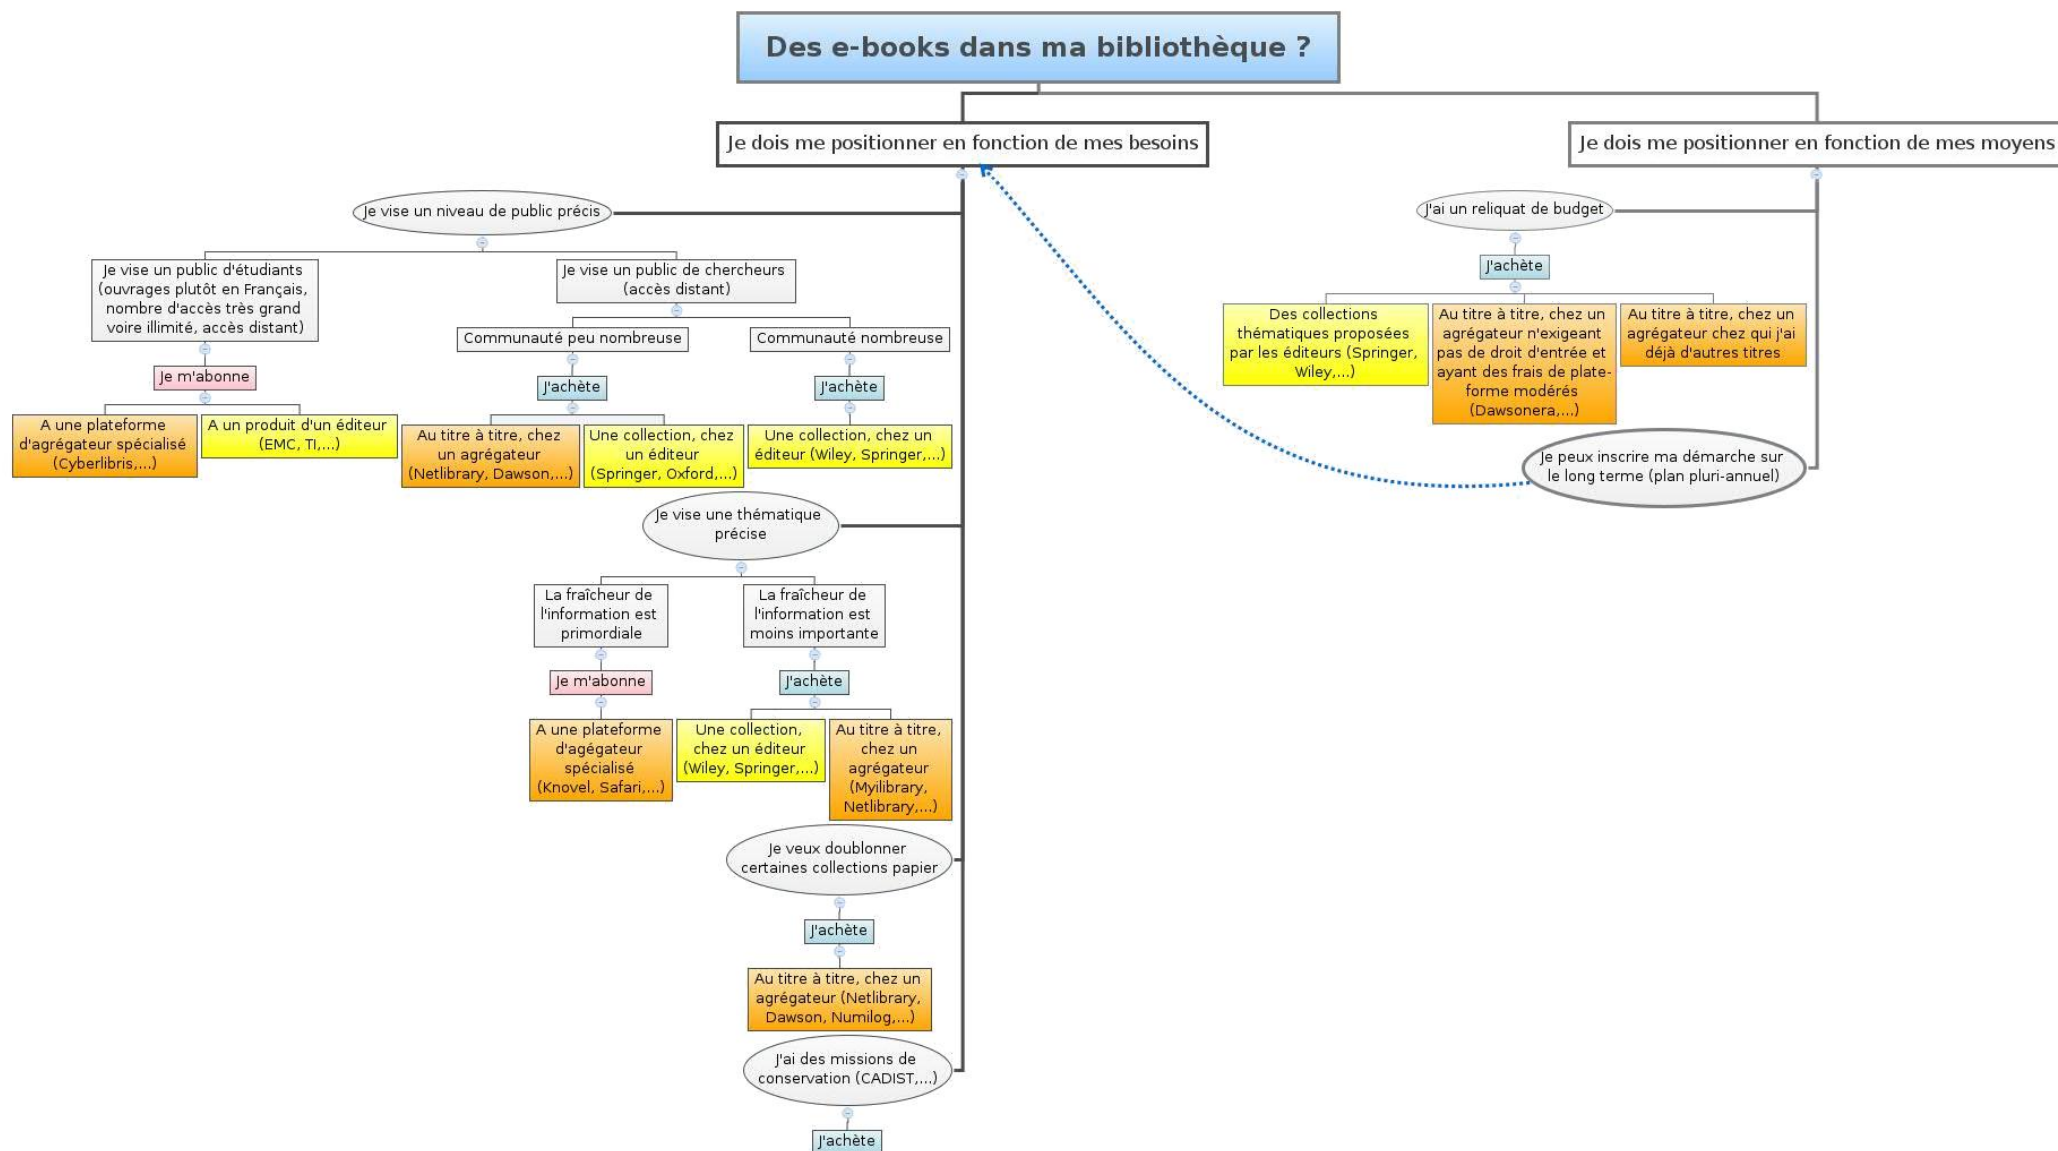 Des e-books dans ma bibliothèque ?
Je dois me positionner en fonction de mes besoins
Je dois me positionner en fonction de mes moyens
Je vise un niveau de public précis
Je vise un public d'étudiants
(ouvrages plutôt en Français,
nombre d'accès très grand
voire illimité, accès distant)
Je m'abonne
A une plateforme
d'agrégateur spécialisé
(Cyberlibris,...)
A un produit d'un éditeur
(EMC, TI,...)
Je vise un public de chercheurs
(accès distant)
Communauté peu nombreuse
J'achète
Au titre à titre, chez
un agrégateur
(Netlibrary, Dawson,...)
Une collection, chez
un éditeur
(Springer, Oxford,...)
Communauté nombreuse
J'achète
Une collection, chez un
éditeur (Wiley, Springer,...)
Je vise une thématique
précise
La fraîcheur de
l'information est
primordiale
Je m'abonne
A une plateforme
d'agégateur
spécialisé
(Knovel, Safari,...)
La fraîcheur de
l'information est
moins importante
J'achète
Une collection,
chez un éditeur
(Wiley, Springer,...)
Au titre à titre,
chez un
agrégateur
(Myilibrary,
Netlibrary,...)
Je veux doublonner
certaines collections papier
J'achète
Au titre à titre, chez un
agrégateur (Netlibrary,
Dawson, Numilog,...)
J'ai des missions de
conservation (CADIST,...)
J'achète
J'ai un reliquat de budget
J'achète
Des collections
thématiques proposées
par les éditeurs (Springer,
Wiley,...)
Au titre à titre, chez un
agrégateur n'exigeant
pas de droit d'entrée et
ayant des frais de plate-
forme modérés
(Dawsonera,...)
Au titre à titre, chez un
agrégateur chez qui j'ai
déjà d'autres titres
Je peux inscrire ma démarche sur
le long terme (plan pluri-annuel)